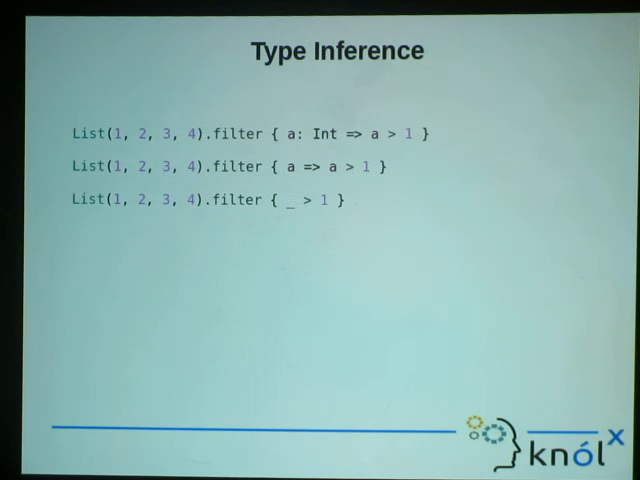 Type Inference
List(1, 2, 3, 4).filter { a: Int => a > 1 }
List(1, 2, 3, 4).filter { a => a > 1 }
List(1, 2, 3, 4).filter { _ > 1 }
knólx